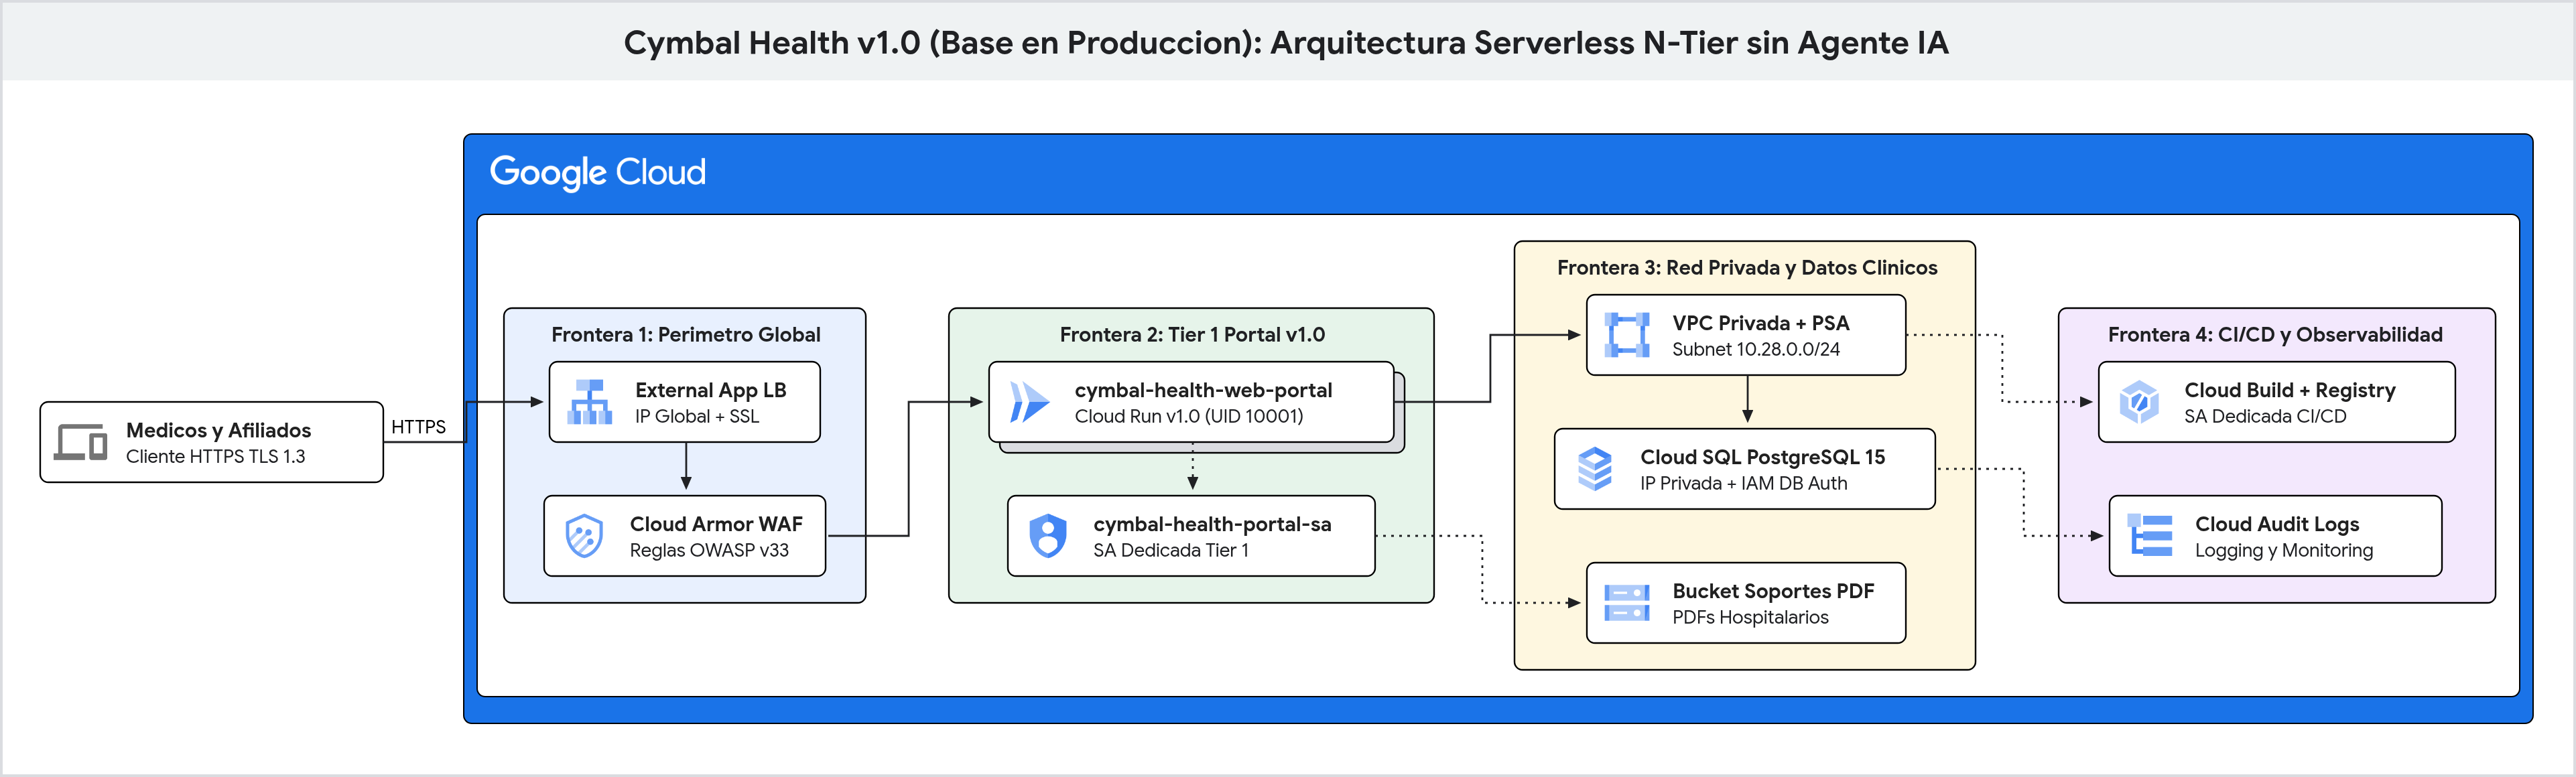 Cymbal Health v1.0 (Base en Produccion): Arquitectura Serverless N-Tier sin Agente IA
Google Cloud
Medicos y Afiliados
Cliente HTTPS TLS 1.3
HTTPS
Frontera 1: Perimetro Global
External App LB
IP Global + SSL
Cloud Armor WAF
Reglas OWASP v33
Frontera 2: Tier 1 Portal v1.0
cymbal-health-web-portal
Cloud Run v1.0 (UID 10001)
cymbal-health-portal-sa
SA Dedicada Tier 1
Frontera 3: Red Privada y Datos Clinicos
VPC Privada + PSA
Subnet 10.28.0.0/24
Cloud SQL PostgreSQL 15
IP Privada + IAM DB Auth
Bucket Soportes PDF
PDFs Hospitalarios
Frontera 4: CI/CD y Observabilidad
Cloud Build + Registry
SA Dedicada CI/CD
Cloud Audit Logs
Logging y Monitoring